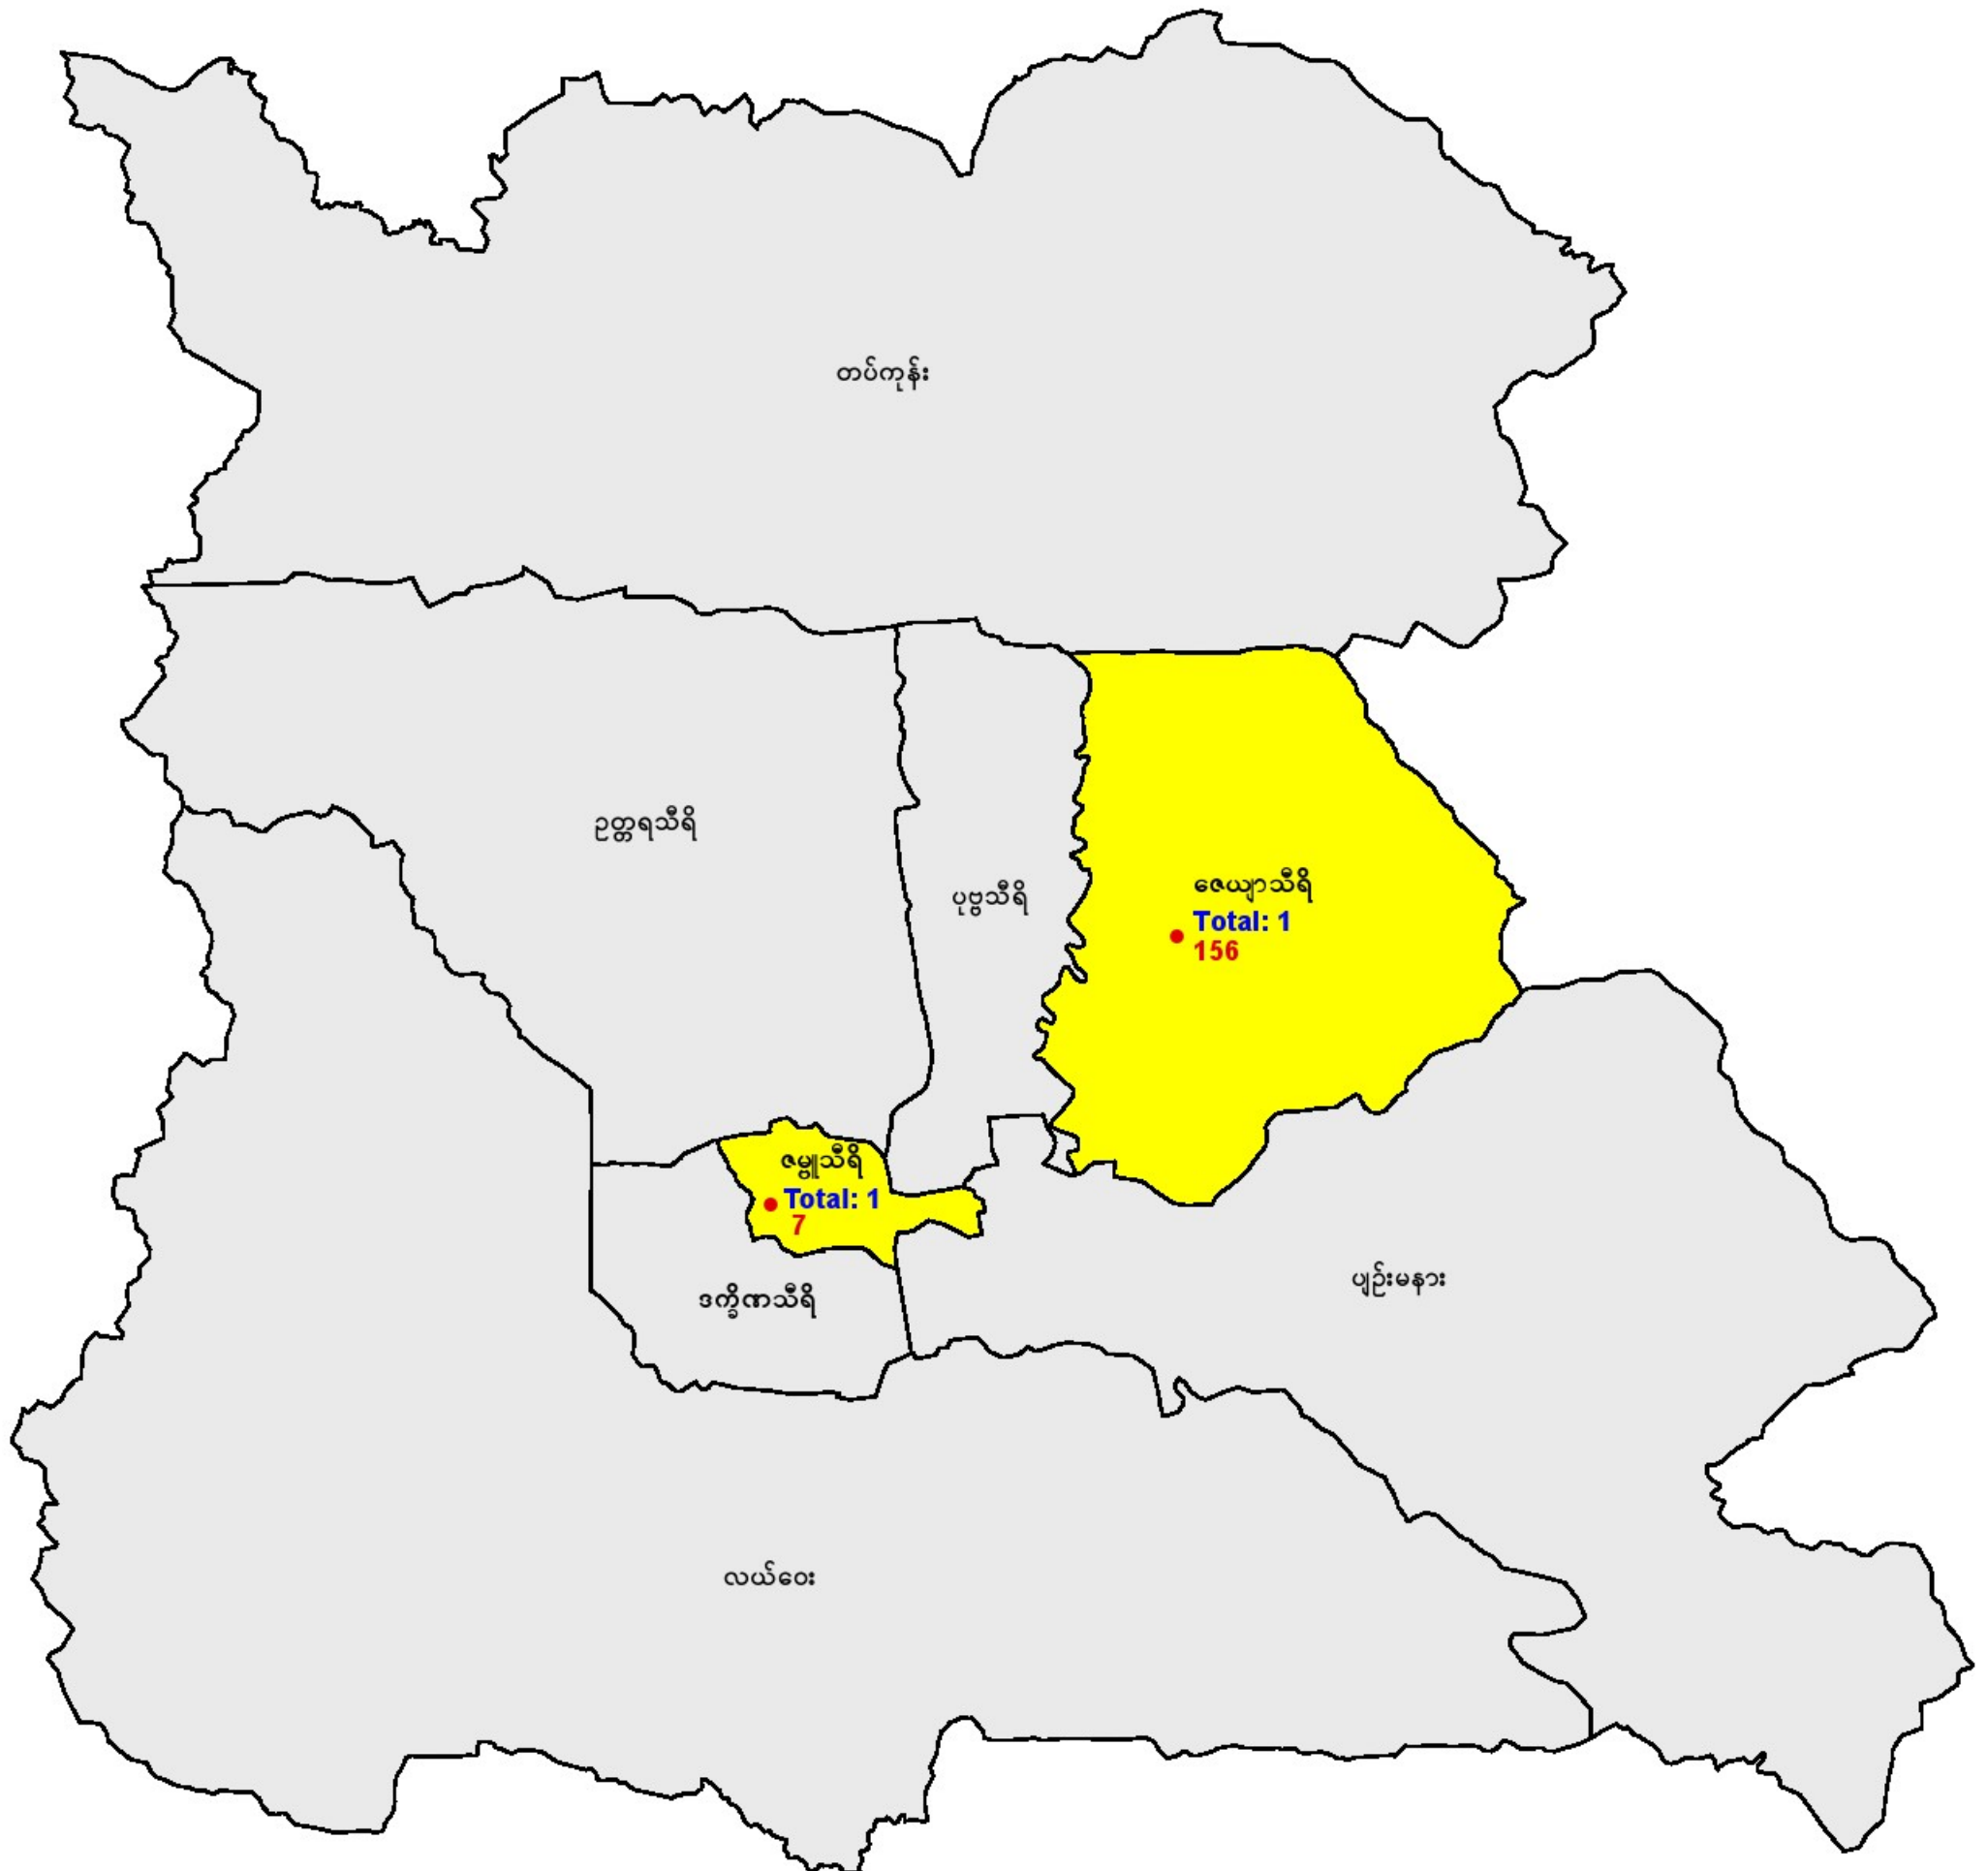 တပ်ကုန်း
ဥတ္တရသီရိ
ပုဗ္ဗသီရိ
ဇေယျာသီရိ
Total: 1
156
ဇမ္ဗူသီရိ
Total: 1
7
ဒက္ခိဏသီရိ
ပျဉ်းမနား
လယ်ဝေး